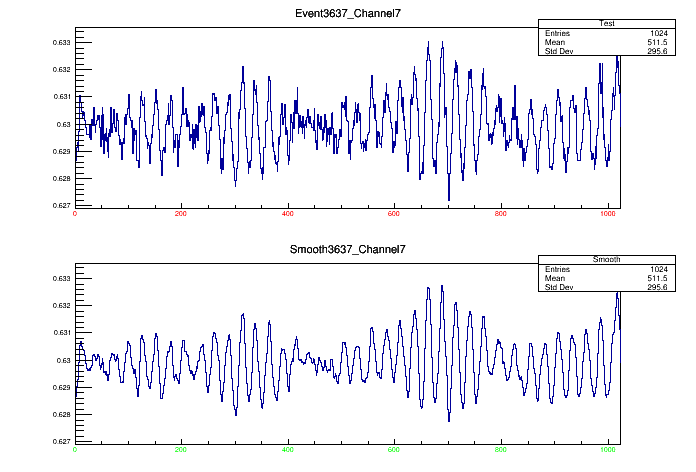 Event3637_Channel7
Test
Entries 1024
Mean 511.5
Std Dev 295.6
0.633
0.632
0.631
0.63
0.629
0.628
0.627
0 200 400 600 800 1000
Smooth3637_Channel7
Smooth
Entries 1024
Mean 511.5
Std Dev 295.6
0.633
0.632
0.631
0.63
0.629
0.628
0.627
0 200 400 600 800 1000